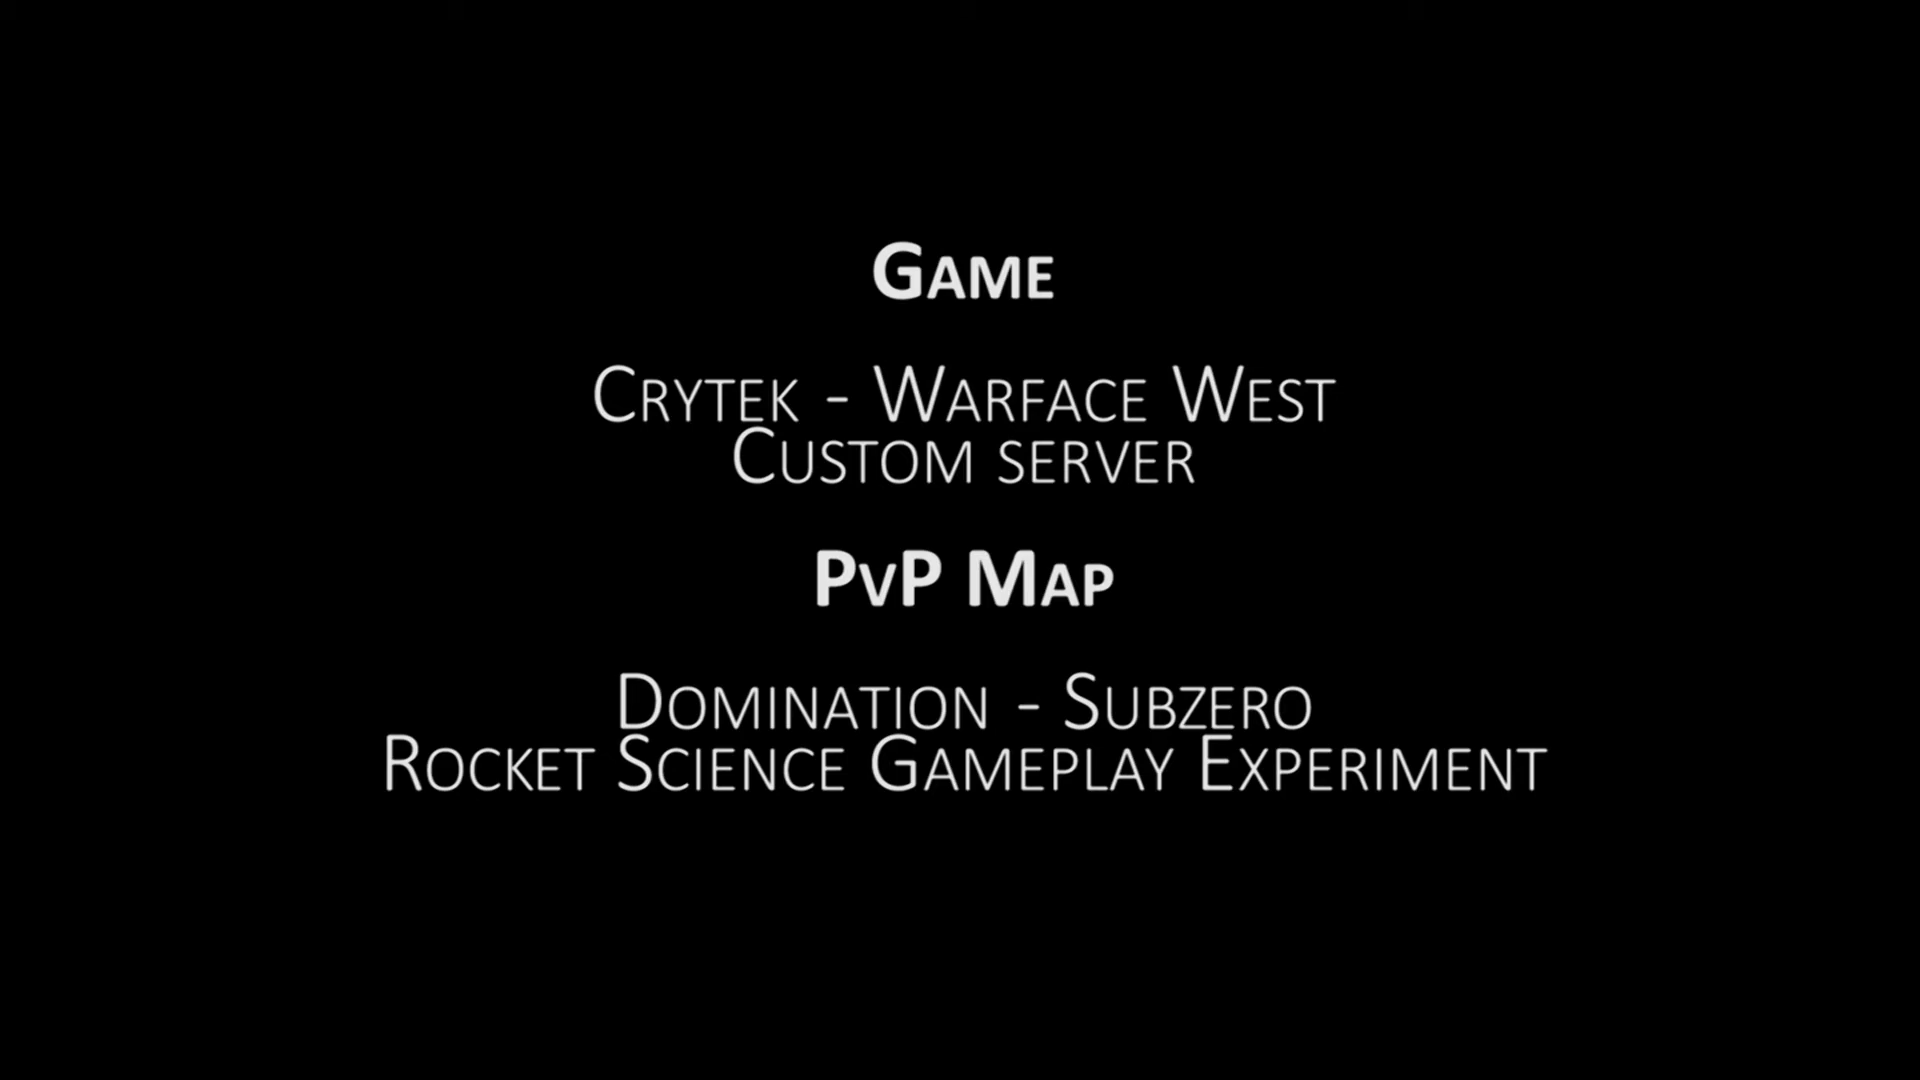 Game
Crytek - Warface West
Custom server
PvP Map
Domination - Subzero
Rocket Science Gameplay Experiment